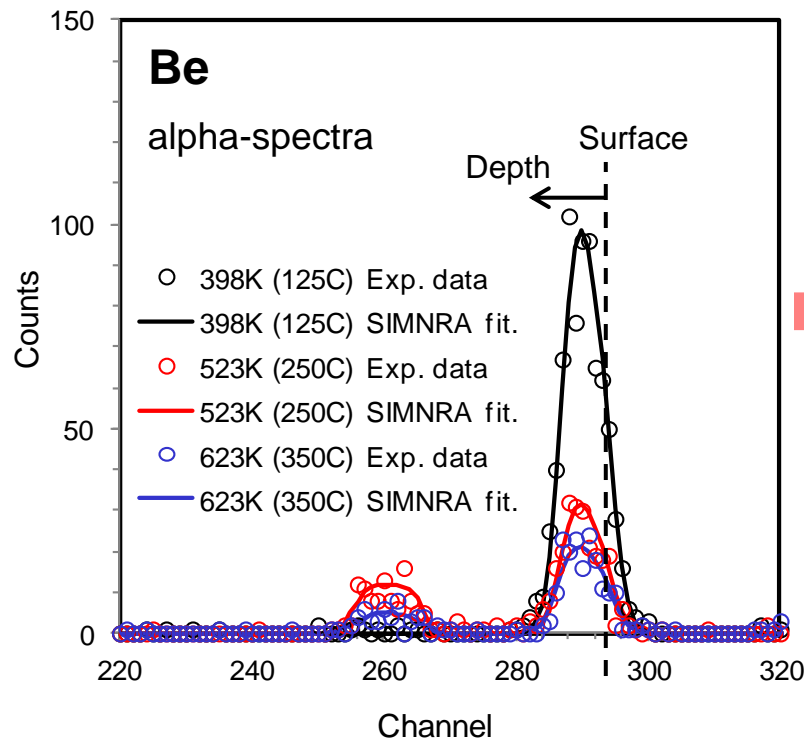 150
Be
alpha-spectra
Surface
Depth
100
398K (125C) Exp. data
398K (125C) SIMNRA fit.
523K (250C) Exp. data
523K (250C) SIMNRA fit.
623K (350C) Exp. data
623K (350C) SIMNRA fit.
Counts
50
0
220 240 260 280 300 320
Channel